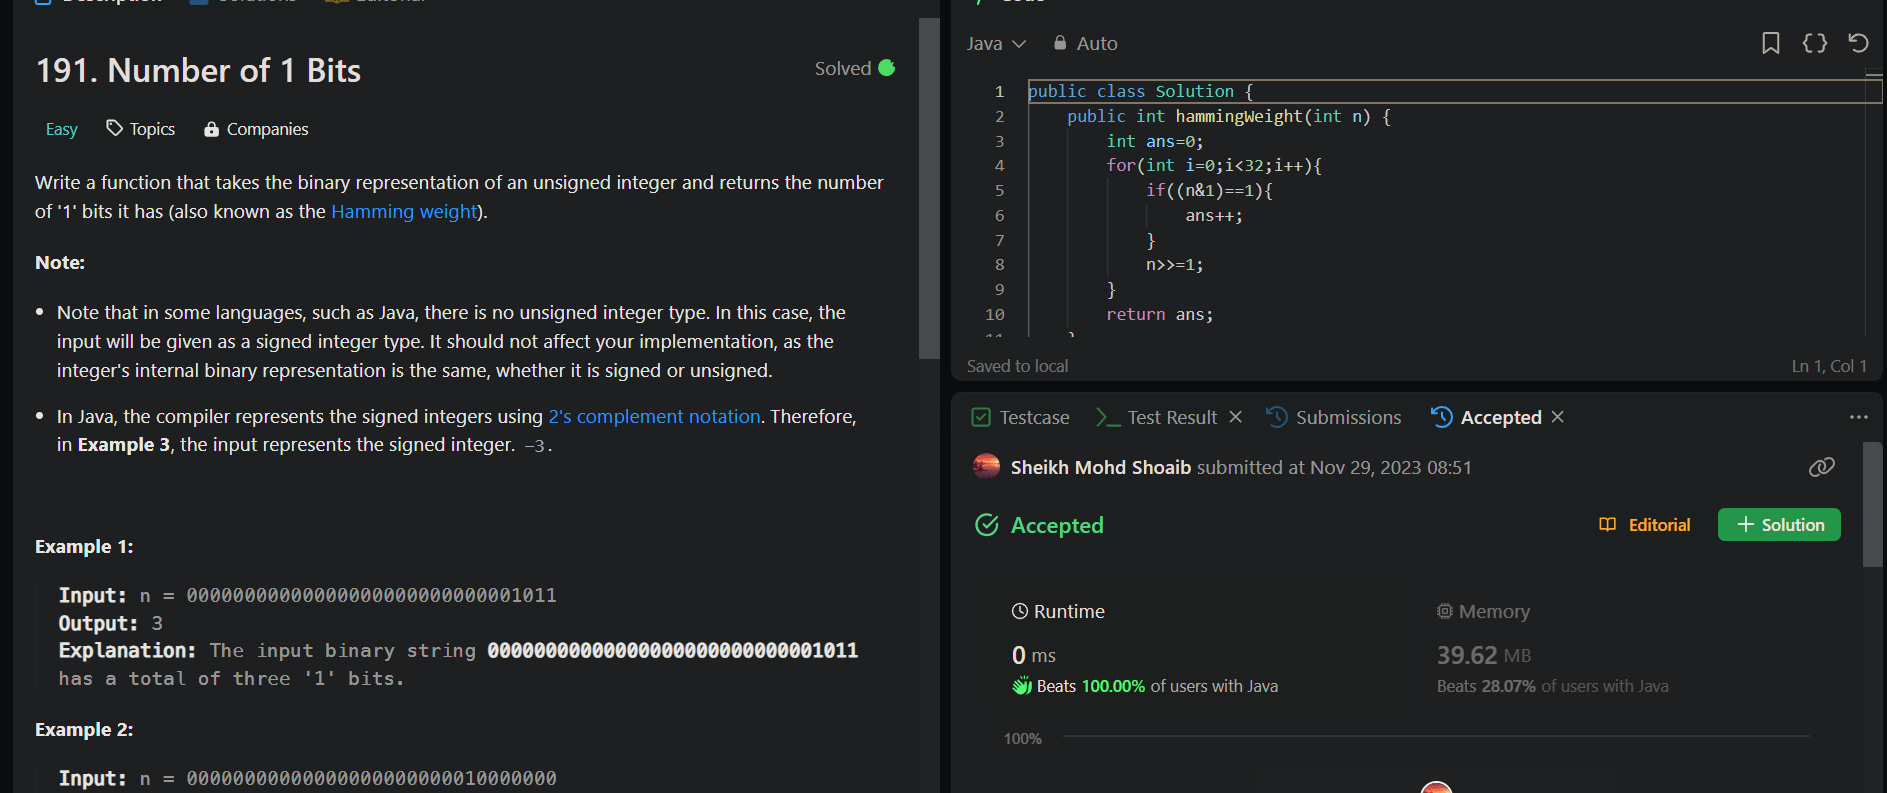 Description
Solutions
Editorial
191. Number of 1 Bits
Solved
Easy
Topics
Companies
Write a function that takes the binary representation of an unsigned integer and returns the number
of '1' bits it has (also known as the Hamming weight).
Note:
• Note that in some languages, such as Java, there is no unsigned integer type. In this case, the
input will be given as a signed integer type. It should not affect your implementation, as the
integer's internal binary representation is the same, whether it is signed or unsigned.
• In Java, the compiler represents the signed integers using 2's complement notation. Therefore,
in Example 3, the input represents the signed integer. -3.
Example 1:
Input: n = 00000000000000000000000000001011
Output: 3
Explanation: The input binary string 00000000000000000000000000001011
has a total of three '1' bits.
Example 2:
Input: n = 00000000000000000000000010000000
Code
Java
Auto
1 public class Solution {
2 public int hammingWeight(int n) {
3 int ans=0;
4 for(int i=0;i<32;i++){
5 if((n&1)==1){
6 ans++;
7 }
8 n>>=1;
9 }
10 return ans;
11 }
Saved to local
Ln 1, Col 1
Testcase
Test Result
Submissions
Accepted
Sheikh Mohd Shoaib submitted at Nov 29, 2023 08:51
Accepted
Editorial
+ Solution
Runtime
0 ms
Beats 100.00% of users with Java
Memory
39.62 MB
Beats 28.07% of users with Java
100%